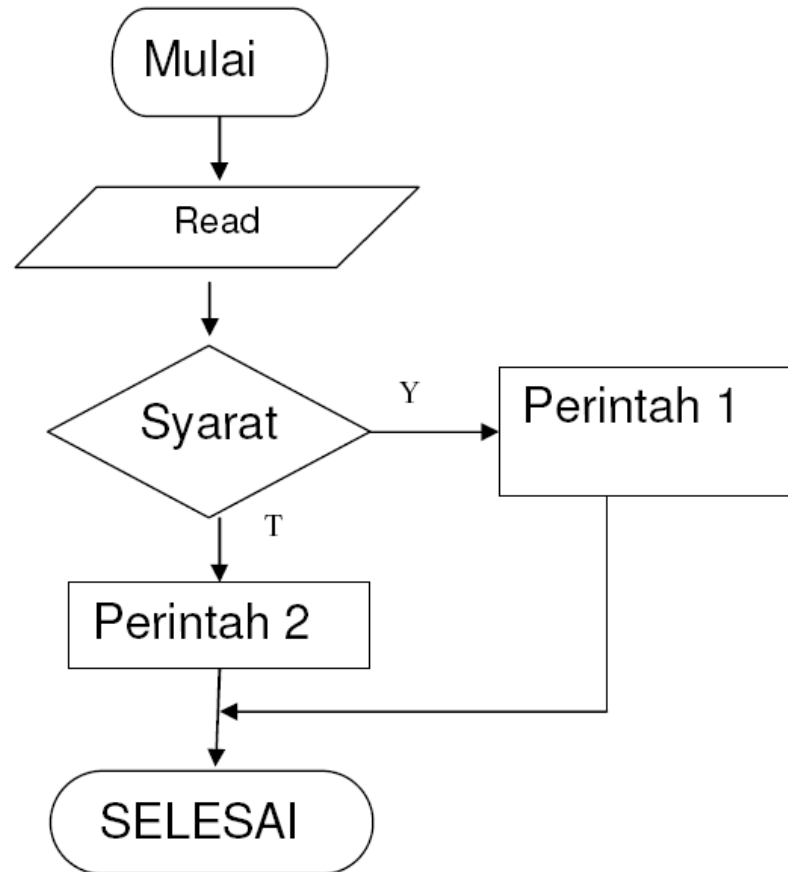 Mulai
Read
Syarat
Y
Perintah 1
T
Perintah 2
SELESAI